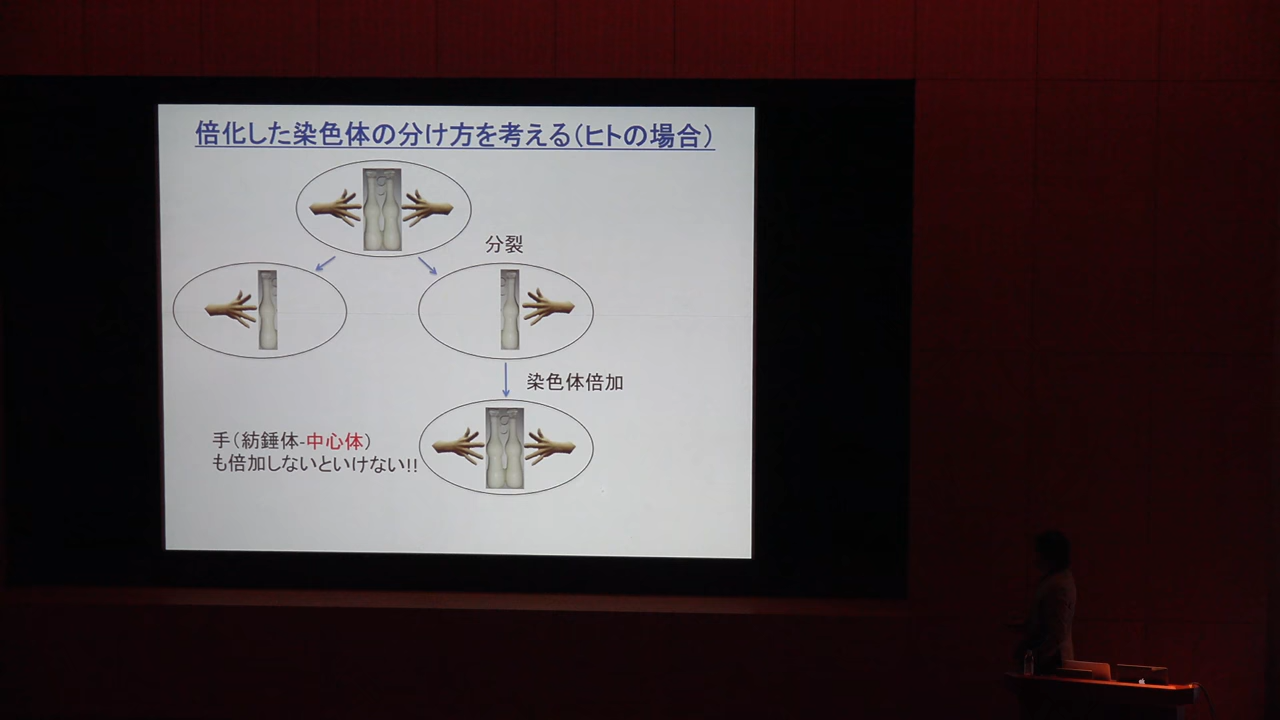 倍化した染色体の分け方を考える(ヒトの場合)
分裂
染色体倍加
手(紡錘体-中心体)
も倍加しないといけない!!